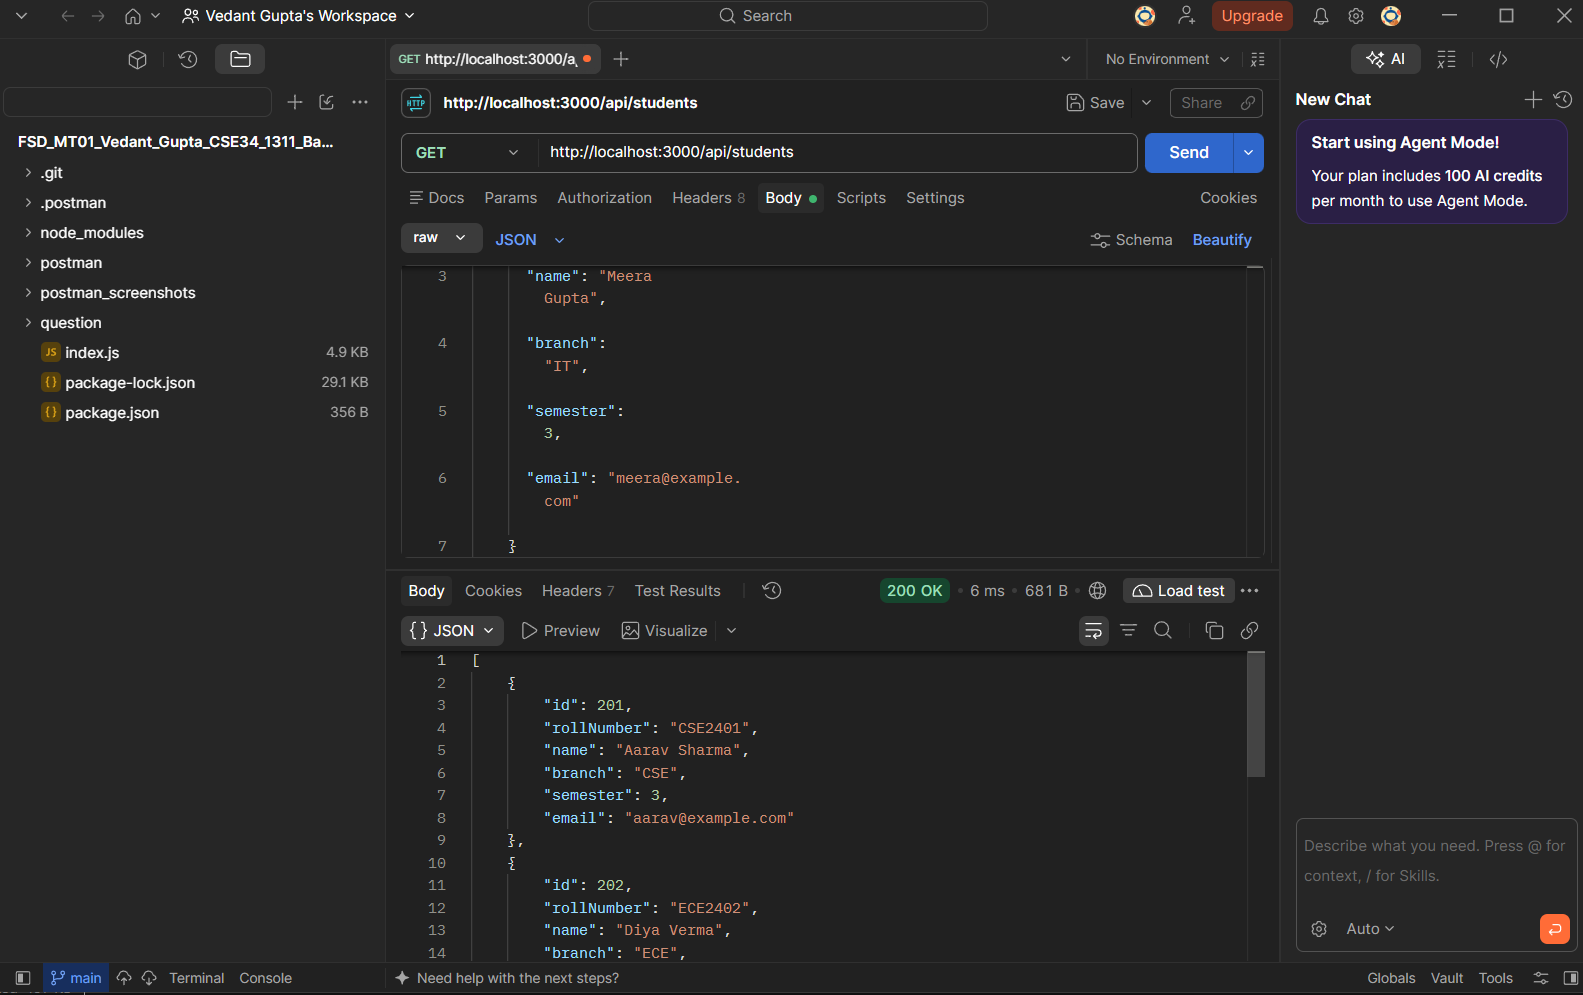 Vedant Gupta's Workspace
Search
Upgrade
GET http://localhost:3000/a
No Environment
AI
FSD_MT01_Vedant_Gupta_CSE34_1311_Ba...
.git
.postman
node_modules
postman
postman_screenshots
question
JS index.js 4.9 KB
{} package-lock.json 29.1 KB
{} package.json 356 B
HTTP http://localhost:3000/api/students
Save
Share
GET http://localhost:3000/api/students
Send
Docs Params Authorization Headers 8 Body Scripts Settings Cookies
raw JSON Schema Beautify
3 "name": "Meera
Gupta",
4 "branch":
"IT",
5 "semester":
3,
6 "email": "meera@example.
com"
7 }
Body Cookies Headers 7 Test Results 200 OK • 6 ms • 681 B • Load test
{} JSON Preview Visualize
1 [
2 {
3 "id": 201,
4 "rollNumber": "CSE2401",
5 "name": "Aarav Sharma",
6 "branch": "CSE",
7 "semester": 3,
8 "email": "aarav@example.com"
9 },
10 {
11 "id": 202,
12 "rollNumber": "ECE2402",
13 "name": "Diya Verma",
14 "branch": "ECE",
New Chat
Start using Agent Mode!
Your plan includes 100 AI credits
per month to use Agent Mode.
Describe what you need. Press @ for
context, / for Skills.
Auto
main Terminal Console
Need help with the next steps?
Globals Vault Tools